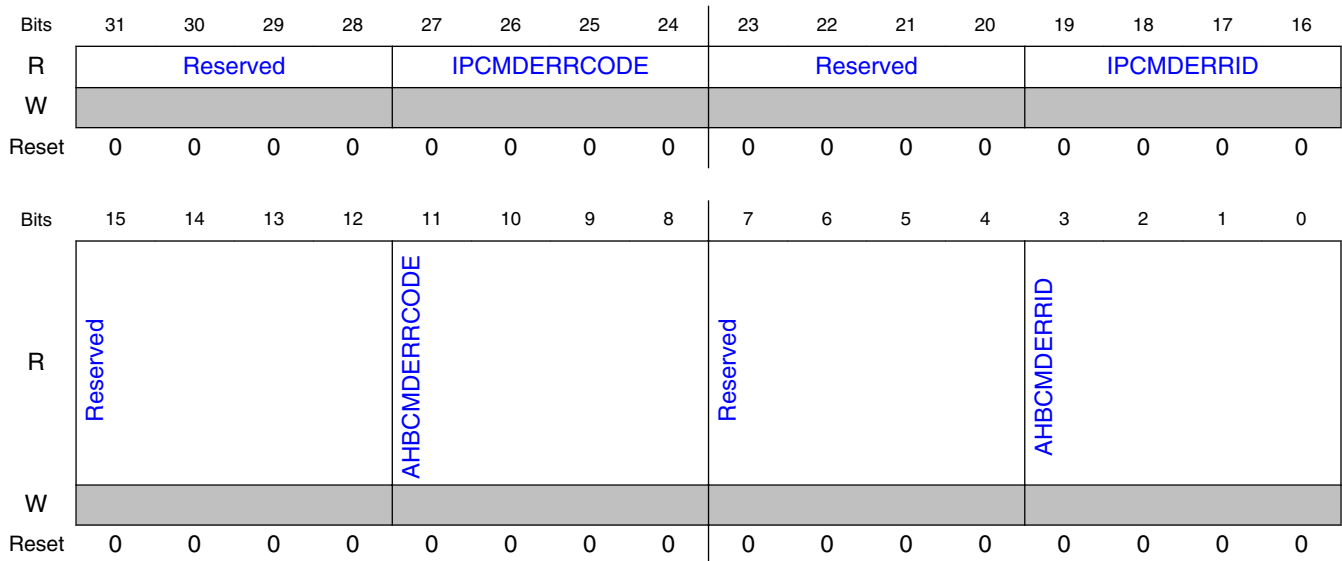 Bits 31 30 29 28 27 26 25 24 23 22 21 20 19 18 17 16
R Reserved IPCMDERRCODE Reserved IPCMDERRID
W
Reset 0 0 0 0 0 0 0 0 0 0 0 0 0 0 0 0
Bits 15 14 13 12 11 10 9 8 7 6 5 4 3 2 1 0
R Reserved AHBCMDERRCODE Reserved AHBCMDERRID
W
Reset 0 0 0 0 0 0 0 0 0 0 0 0 0 0 0 0